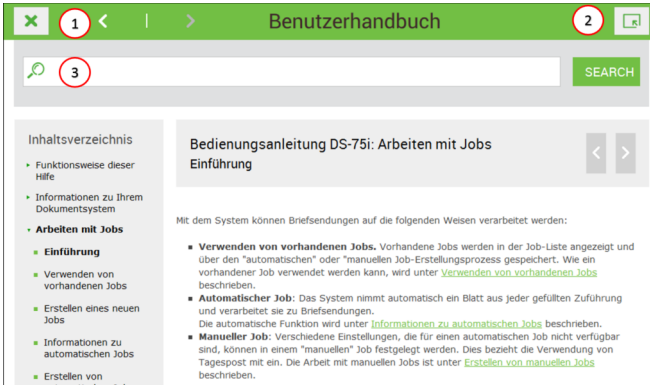 1
Benutzerhandbuch
2
3
SEARCH
Inhaltsverzeichnis
Funktionsweise dieser
Hilfe
Informationen zu Ihrem
Dokumentsystem
Arbeiten mit Jobs
Einführung
Verwenden von
vorhandenen Jobs
Erstellen eines neuen
Jobs
Informationen zu
automatischen Jobs
Erstellen von
Bedienungsanleitung DS-75i: Arbeiten mit Jobs
Einführung
Mit dem System können Briefsendungen auf die folgenden Weisen verarbeitet werden:
Verwenden von vorhandenen Jobs. Vorhandene Jobs werden in der Job-Liste angezeigt und
über den "automatischen" oder "manuellen Job-Erstellungsprozess gespeichert. Wie ein
vorhandener Job verwendet werden kann, wird unter Verwenden von vorhandenen Jobs
beschrieben.
Automatischer Job: Das System nimmt automatisch ein Blatt aus jeder gefüllten Zuführung
und verarbeitet sie zu Briefsendungen.
Die automatische Funktion wird unter Informationen zu automatischen Jobs beschrieben.
Manueller Job: Verschiedene Einstellungen, die für einen automatischen Job nicht verfügbar
sind, können in einem "manuellen" Job festgelegt werden. Dies bezieht die Verwendung von
Tagespost mit ein. Die Arbeit mit manuellen Jobs ist unter Erstellen von manuellen Jobs
beschrieben.